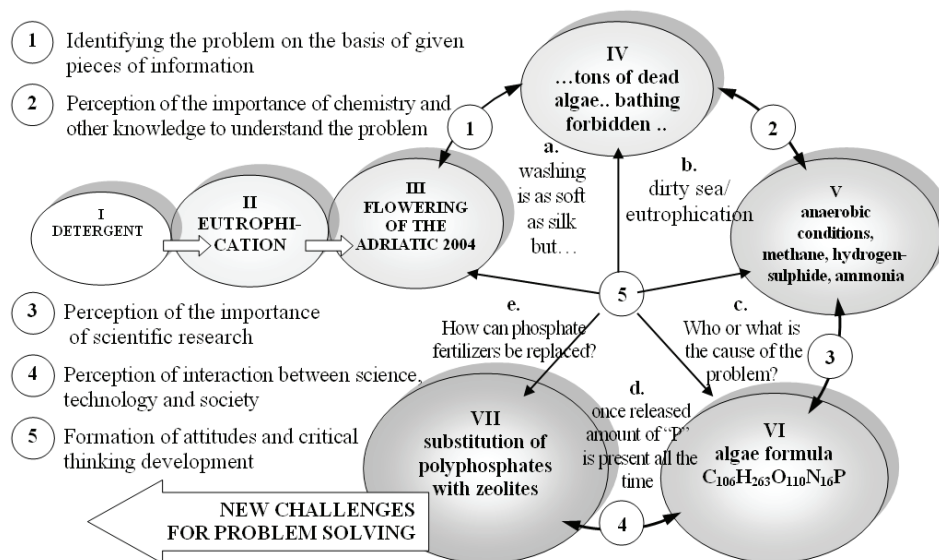 1 Identifying the problem on the basis of given
pieces of information
2 Perception of the importance of chemistry and
other knowledge to understand the problem
IV
…tons of dead
algae.. bathing
forbidden ..
1
2
a.
washing
is as soft
as silk
but…
b.
dirty sea/
eutrophication
I
DETERGENT
II
EUTROPHI-
CATION
III
FLOWERING
OF THE
ADRIATIC 2004
V
anaerobic
conditions,
methane, hydrogen-
sulphide, ammonia
5
3 Perception of the importance
of scientific research
4 Perception of interaction between science,
technology and society
5 Formation of attitudes and critical
thinking development
e.
How can phosphate
fertilizers be replaced?
c.
Who or what is
the cause of the
problem?
3
d.
once released
amount of “P”
is present all the
time
VII
substitution of
polyphosphates
with zeolites
VI
algae formula
C₁₀₆H₂₆₃O₁₁₀N₁₆P
4
NEW CHALLENGES
FOR PROBLEM SOLVING